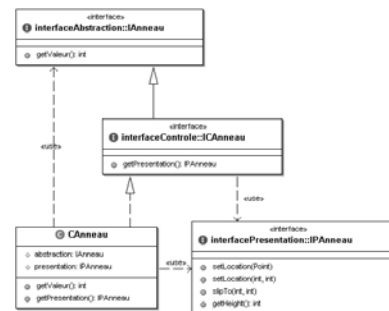 «interface»
interfaceAbstraction::IAnneau
getValeur(): int
«interface»
interfaceControle::ICAnneau
getPresentation(): IPAnneau
«use»
«use»
«use»
CAnneau
abstraction: IAnneau
presentation: IPAnneau
getValeur(): int
getPresentation(): IPAnneau
«interface»
interfacePresentation::IPAnneau
setLocation(Point)
setLocation(int, int)
slipTo(int, int)
getHeight(): int